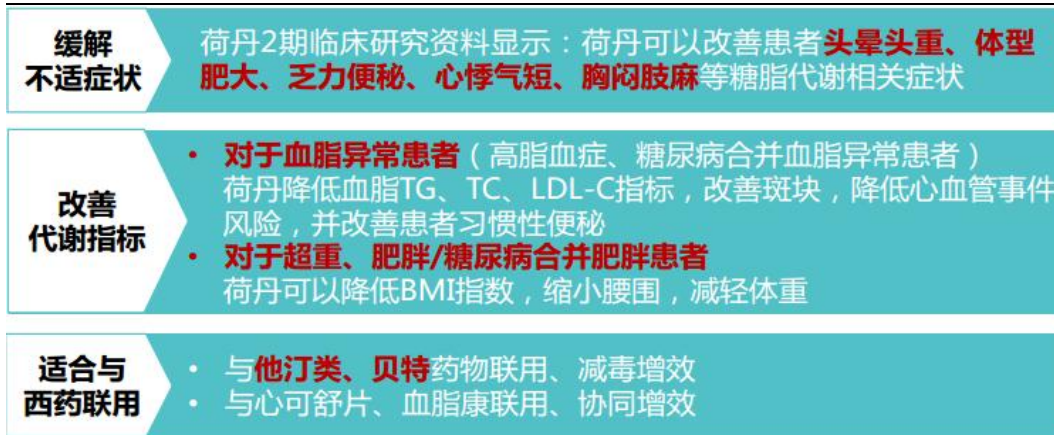 缓解
不适症状
荷丹2期临床研究资料显示：荷丹可以改善患者头晕头重、体型
肥大、乏力便秘、心悸气短、胸闷肢麻等糖脂代谢相关症状
改善
代谢指标
• 对于血脂异常患者（高脂血症、糖尿病合并血脂异常患者）
荷丹降低血脂TG、TC、LDL-C指标，改善斑块，降低心血管事件
风险，并改善患者习惯性便秘
• 对于超重、肥胖/糖尿病合并肥胖患者
荷丹可以降低BMI指数，缩小腰围，减轻体重
适合与
西药联用
• 与他汀类、贝特药物联用、减毒增效
• 与心可舒片、血脂康联用、协同增效